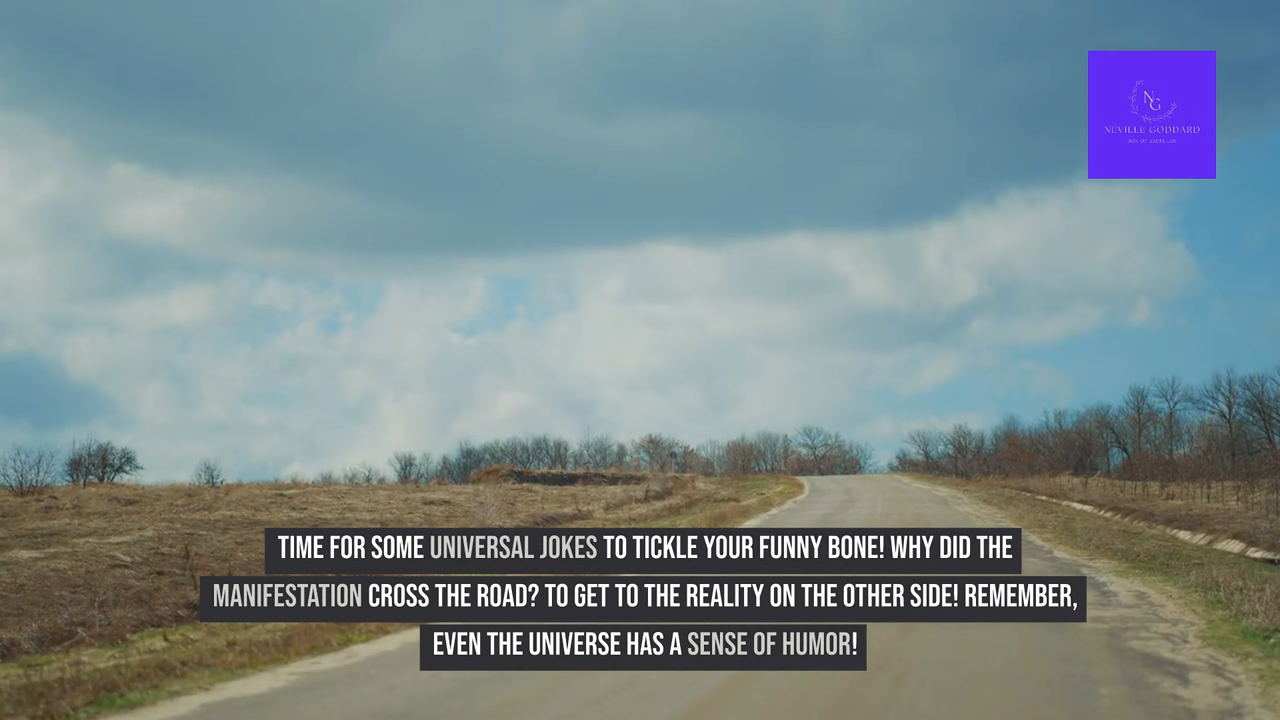 NG
NEVILLE GODDARD
TIME FOR SOME UNIVERSAL JOKES TO TICKLE YOUR FUNNY BONE! WHY DID THE
MANIFESTATION CROSS THE ROAD? TO GET TO THE REALITY ON THE OTHER SIDE! REMEMBER,
EVEN THE UNIVERSE HAS A SENSE OF HUMOR!